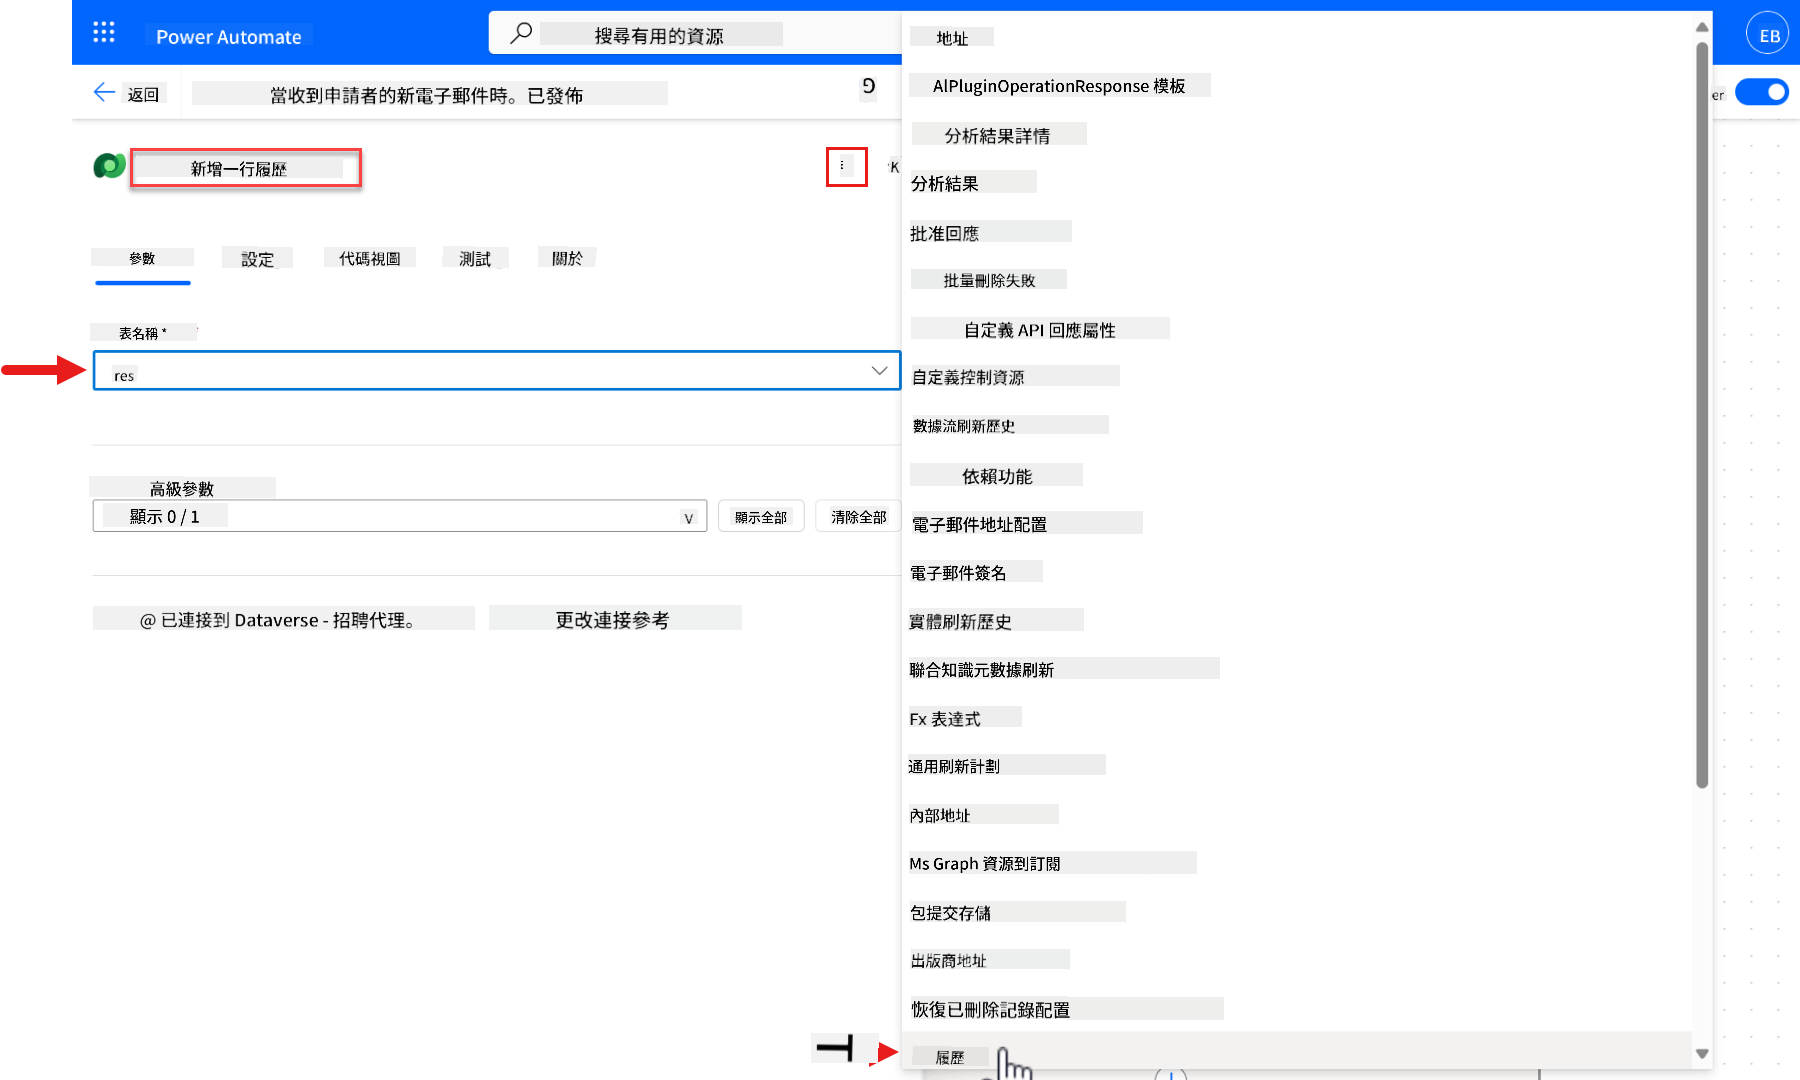 Power Automate
搜尋有用的資源
EB
返回
當收到申請者的新電子郵件時。已發佈
er
新增一行履歷
參數
設定
代碼視圖
測試
關於
表名稱 *
res
高級參數
顯示 0 / 1
顯示全部
清除全部
@ 已連接到 Dataverse - 招聘代理。
更改連接參考
地址
AlPluginOperationResponse 模板
分析結果詳情
分析結果
批准回應
批量刪除失敗
自定義 API 回應屬性
自定義控制資源
數據流刷新歷史
依賴功能
電子郵件地址配置
電子郵件簽名
實體刷新歷史
聯合知識元數據刷新
Fx 表達式
通用刷新計劃
內部地址
Ms Graph 資源到訂閱
包提交存儲
出版商地址
恢復已刪除記錄配置
履歷